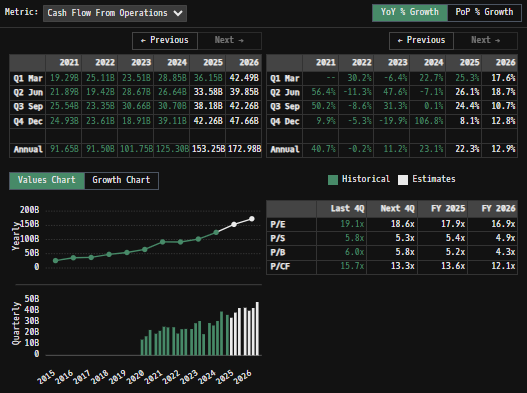 Metric: Cash Flow From Operations YoY % Growth PoP % Growth
← Previous Next → ← Previous Next →
2021 2022 2023 2024 2025 2026 2021 2022 2023 2024 2025 2026
Q1 Mar 19.29B 25.11B 23.51B 28.85B 36.15B 42.49B Q1 Mar -- 30.2% -6.4% 22.7% 25.3% 17.6%
Q2 Jun 21.89B 19.42B 28.67B 26.64B 33.58B 39.85B Q2 Jun 56.4% -11.3% 47.6% -7.1% 26.1% 18.7%
Q3 Sep 25.54B 23.35B 30.66B 30.70B 38.18B 42.26B Q3 Sep 50.2% -8.6% 31.3% 0.1% 24.4% 10.7%
Q4 Dec 24.93B 23.61B 18.91B 39.11B 42.26B 47.66B Q4 Dec 9.9% -5.3% -19.9% 106.8% 8.1% 12.8%
Annual 91.65B 91.50B 101.75B 125.30B 153.25B 172.98B Annual 40.7% -0.2% 11.2% 23.1% 22.3% 12.9%
Values Chart Growth Chart Historical Estimates
Last 4Q Next 4Q FY 2025 FY 2026
P/E 19.1x 18.6x 17.9x 16.9x
P/S 5.8x 5.3x 5.4x 4.9x
P/B 6.0x 5.8x 5.2x 4.3x
P/CF 15.7x 13.3x 13.6x 12.1x
Yearly
200B
150B
100B
50B
0
Quarterly
50B
40B
30B
20B
10B
0
2015 2016 2017 2018 2019 2020 2021 2022 2023 2024 2025 2026